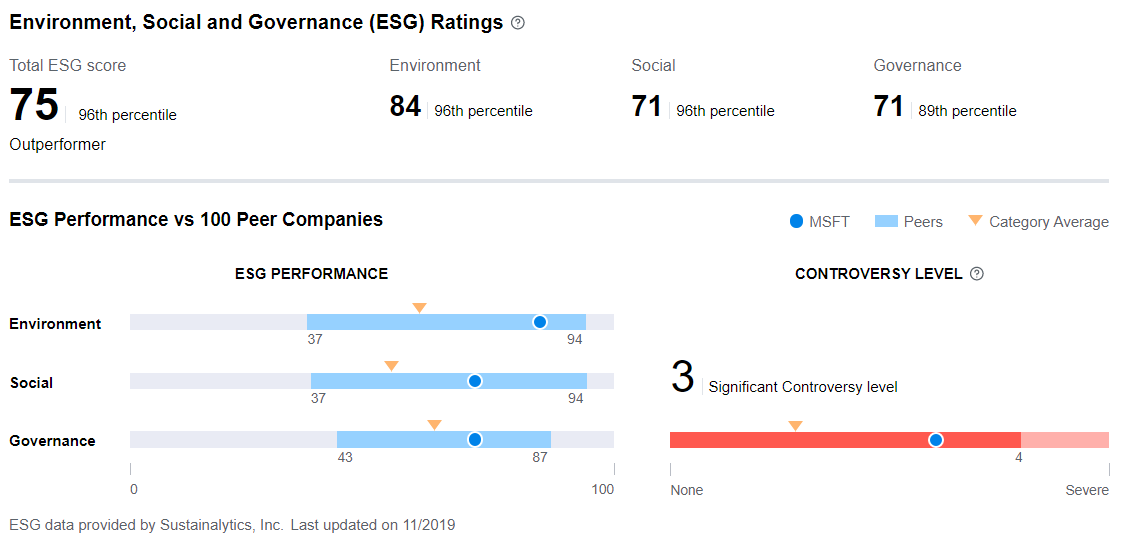 Environment, Social and Governance (ESG) Ratings ?
Total ESG score Environment Social Governance
75 96th percentile 84 96th percentile 71 96th percentile 71 89th percentile
Outperformer
ESG Performance vs 100 Peer Companies
MSFT Peers Category Average
ESG PERFORMANCE
Environment
37 94
Social
37 94
Governance
43 87
0 100
CONTROVERSY LEVEL ?
3 Significant Controversy level
4
None Severe
ESG data provided by Sustainalytics, Inc. Last updated on 11/2019